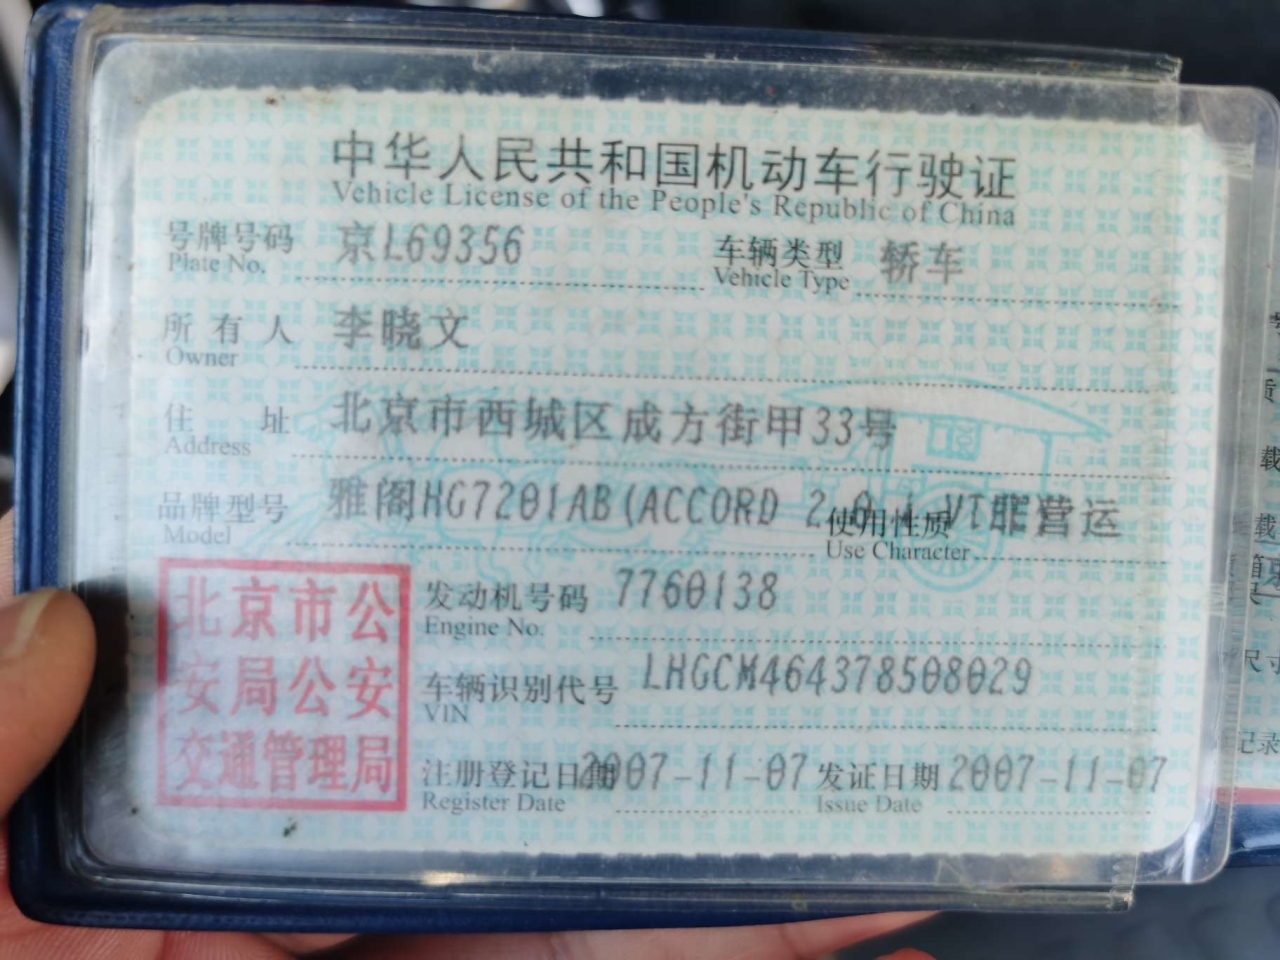 中华人民共和国机动车行驶证
Vehicle License of the People's Republic of China
号牌号码 京L69356 车辆类型 轿车
Plate No. Vehicle Type
所有人 李晓文
Owner
住址 北京市西城区成方街甲33号
Address
品牌型号 雅阁HG7201AB(ACCORD 2.0i VTi 使用性质 非营运
Model Use Character
北京市公
安局公安
交通管理局
发动机号码 7760138
Engine No.
车辆识别代号 LHGCM464378508029
VIN
注册登记日期 2007-11-07 发证日期 2007-11-07
Register Date Issue Date